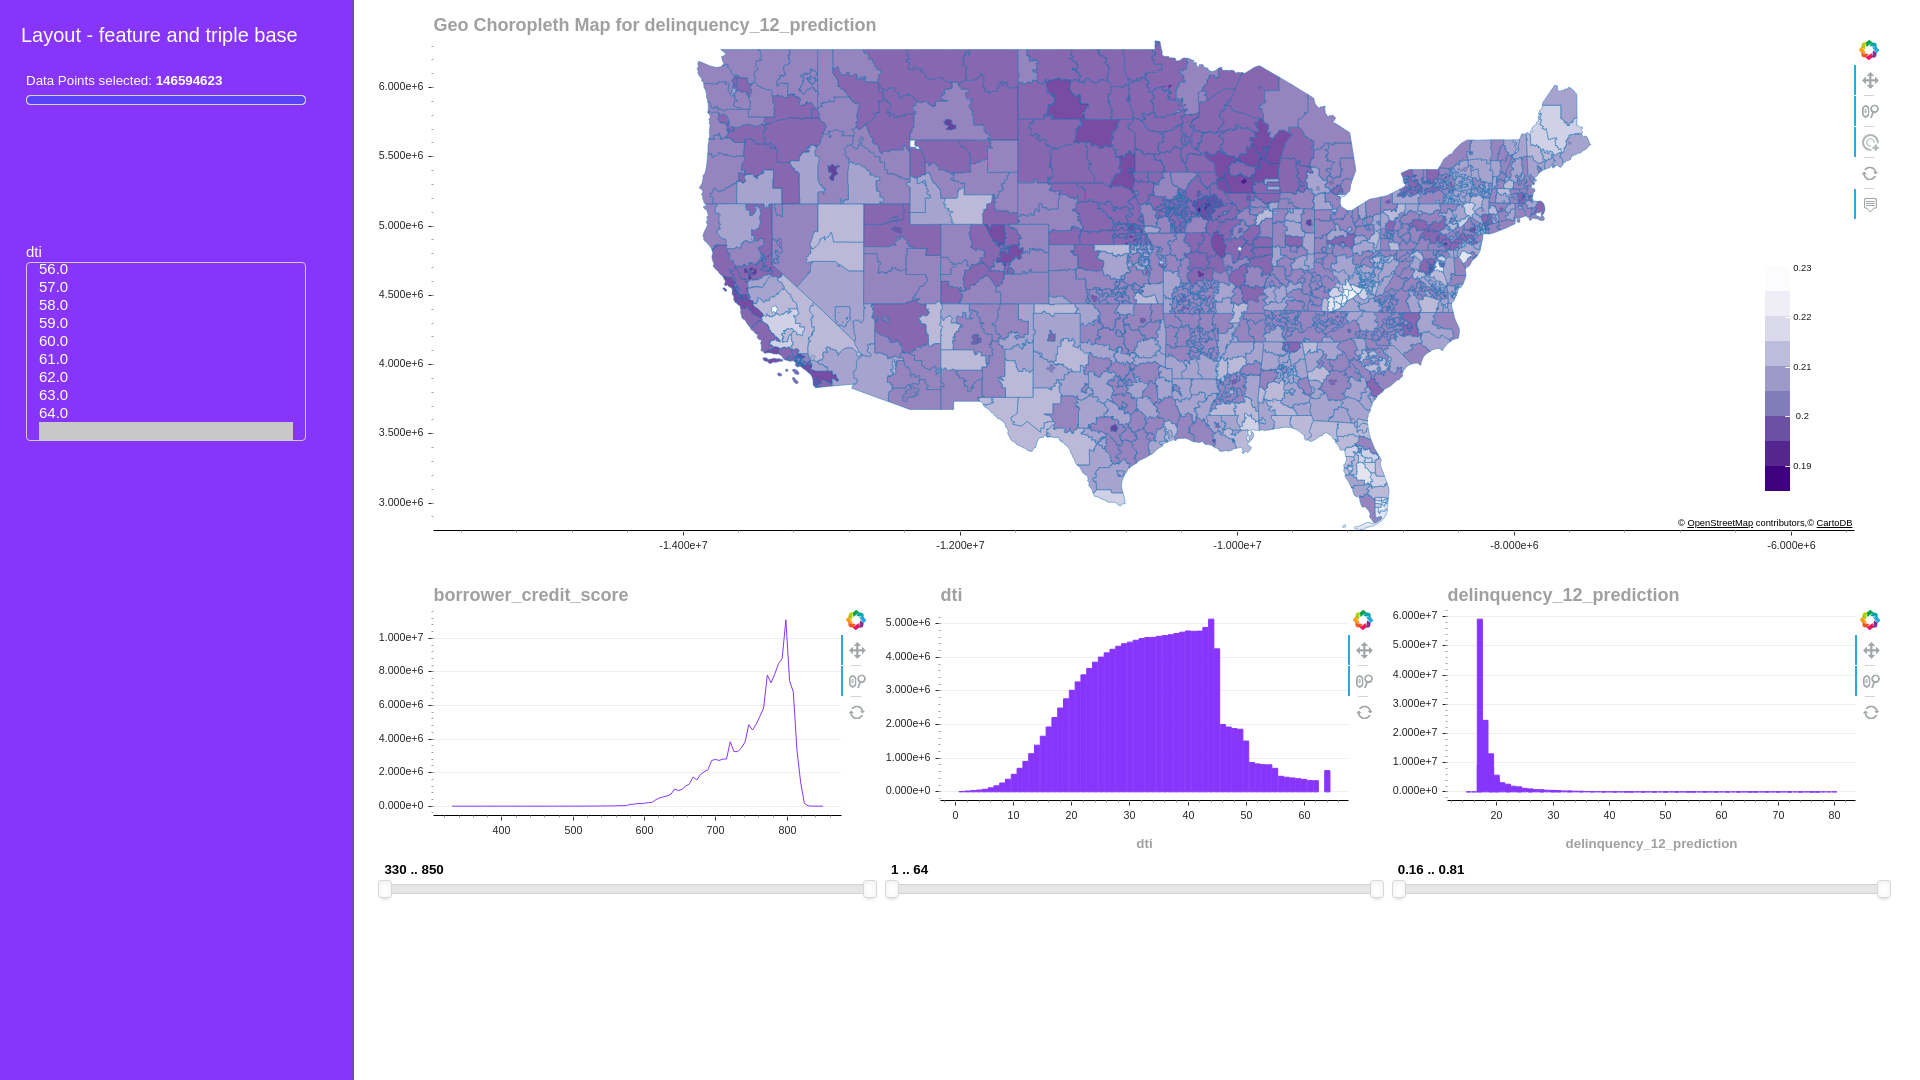 Layout - feature and triple base
Data Points selected: 146594623
dti
56.0
57.0
58.0
59.0
60.0
61.0
62.0
63.0
64.0
Geo Choropleth Map for delinquency_12_prediction
6.000e+6
5.500e+6
5.000e+6
4.500e+6
4.000e+6
3.500e+6
3.000e+6
-1.400e+7 -1.200e+7 -1.000e+7 -8.000e+6 -6.000e+6
0.23
0.22
0.21
0.2
0.19
© OpenStreetMap contributors,© CartoDB
borrower_credit_score
1.000e+7
8.000e+6
6.000e+6
4.000e+6
2.000e+6
0.000e+0
400 500 600 700 800
330 .. 850
dti
5.000e+6
4.000e+6
3.000e+6
2.000e+6
1.000e+6
0.000e+0
0 10 20 30 40 50 60
dti
1 .. 64
delinquency_12_prediction
6.000e+7
5.000e+7
4.000e+7
3.000e+7
2.000e+7
1.000e+7
0.000e+0
20 30 40 50 60 70 80
delinquency_12_prediction
0.16 .. 0.81